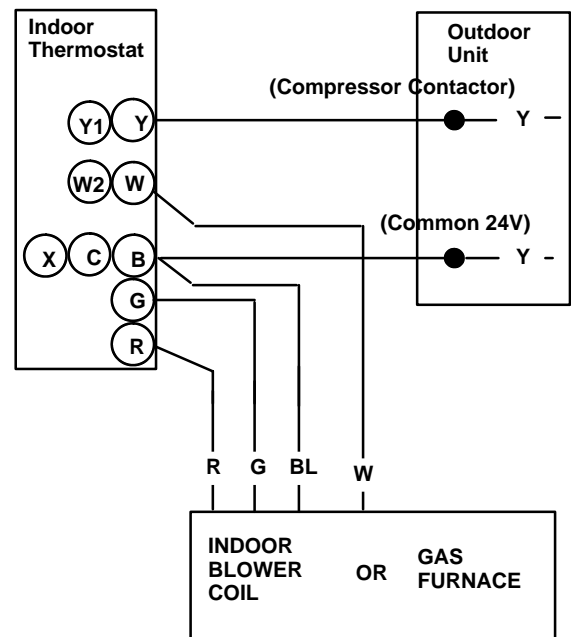 Indoor
Thermostat
Outdoor
Unit
(Compressor Contactor)
Y1 Y
Y –
W2 W
(Common 24V)
X C B
Y -
G
R
R G BL W
INDOOR
BLOWER
COIL
OR
GAS
FURNACE